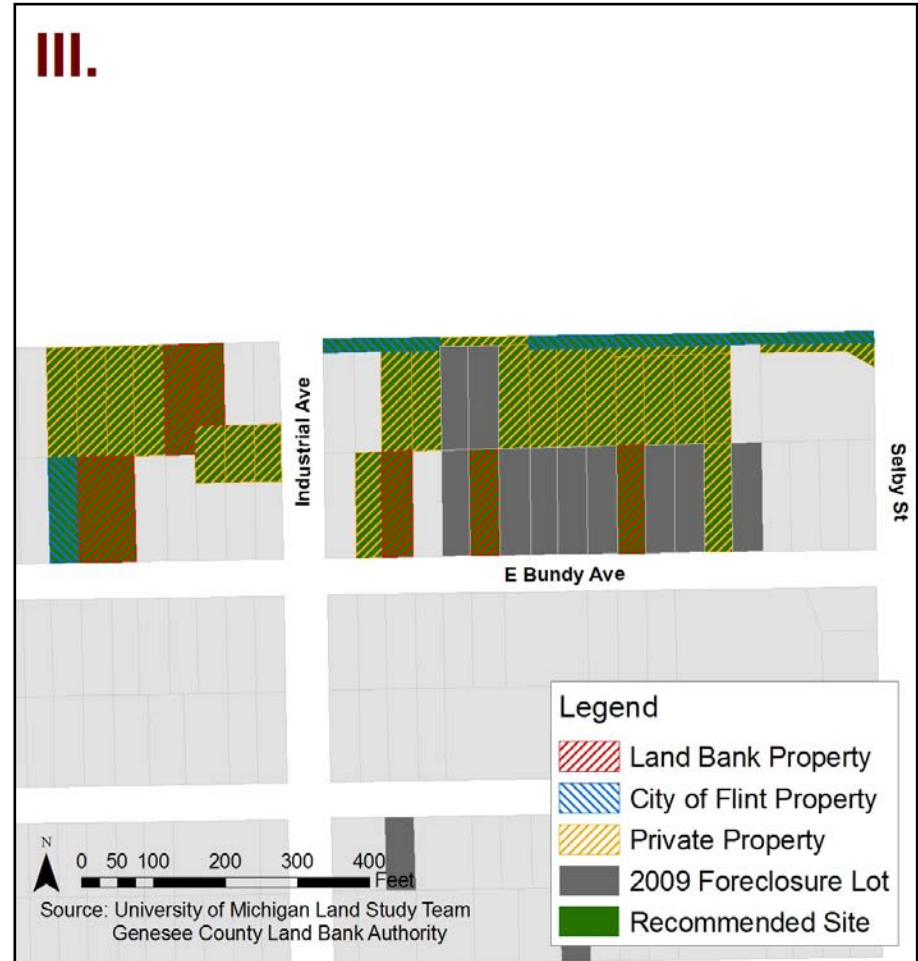 III.
Industrial Ave
Selby St
E Bundy Ave
Legend
Land Bank Property
City of Flint Property
Private Property
2009 Foreclosure Lot
Recommended Site
N
0 50 100 200 300 400
Feet
Source: University of Michigan Land Study Team
Genesee County Land Bank Authority